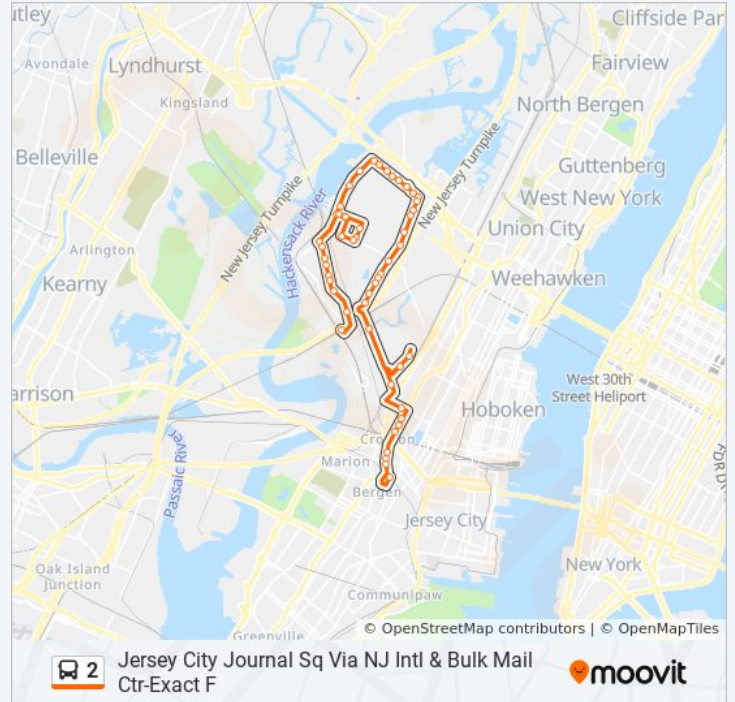 utley
Cliffside Par
Avondale
Lyndhurst
Fairview
Kingsland
North Bergen
Belleville
Guttenberg
New Jersey Turnpike
West New York
New Jersey Turnpike
Hackensack River
Union City
Arlington
Kearny
Weehawken
arrison
West 30th
Street Heliport
Hoboken
Passaic River
Marion
Bergen
Jersey City
Oak Island
Junction
New York
Communipaw
Greenville
© OpenStreetMap contributors | © OpenMapTiles
2
Jersey City Journal Sq Via NJ Intl & Bulk Mail
Ctr-Exact F
moovit